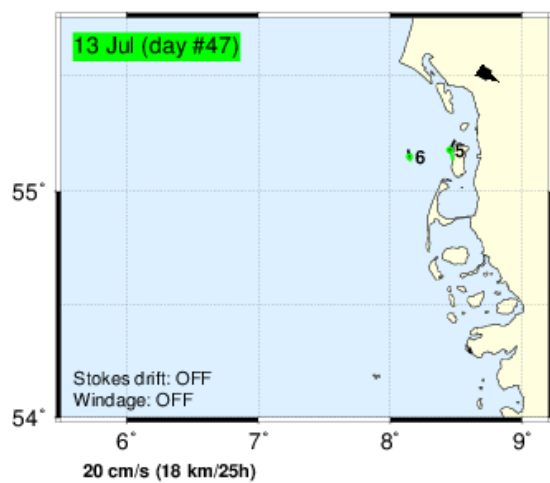 13 Jul (day #47)
5
6
55°
Stokes drift: OFF
Windage: OFF
54°
6° 7° 8° 9°
20 cm/s (18 km/25h)